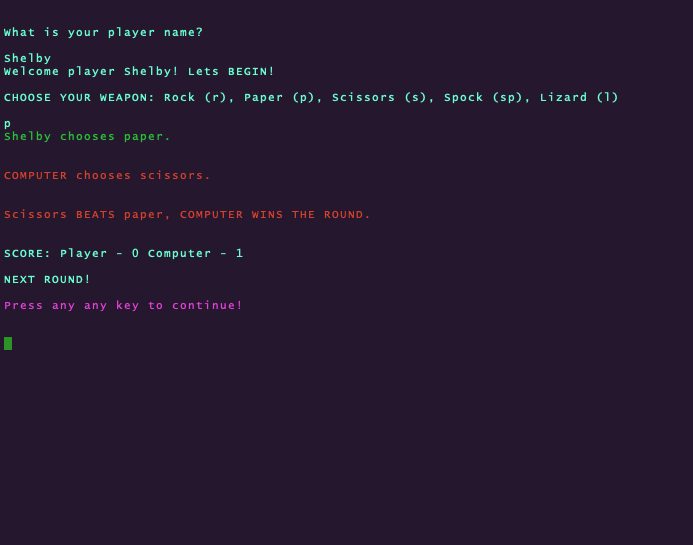 What is your player name?
Shelby
Welcome player Shelby! Lets BEGIN!
CHOOSE YOUR WEAPON: Rock (r), Paper (p), Scissors (s), Spock (sp), Lizard (l)
p
Shelby chooses paper.
COMPUTER chooses scissors.
Scissors BEATS paper, COMPUTER WINS THE ROUND.
SCORE: Player - 0 Computer - 1
NEXT ROUND!
Press any any key to continue!